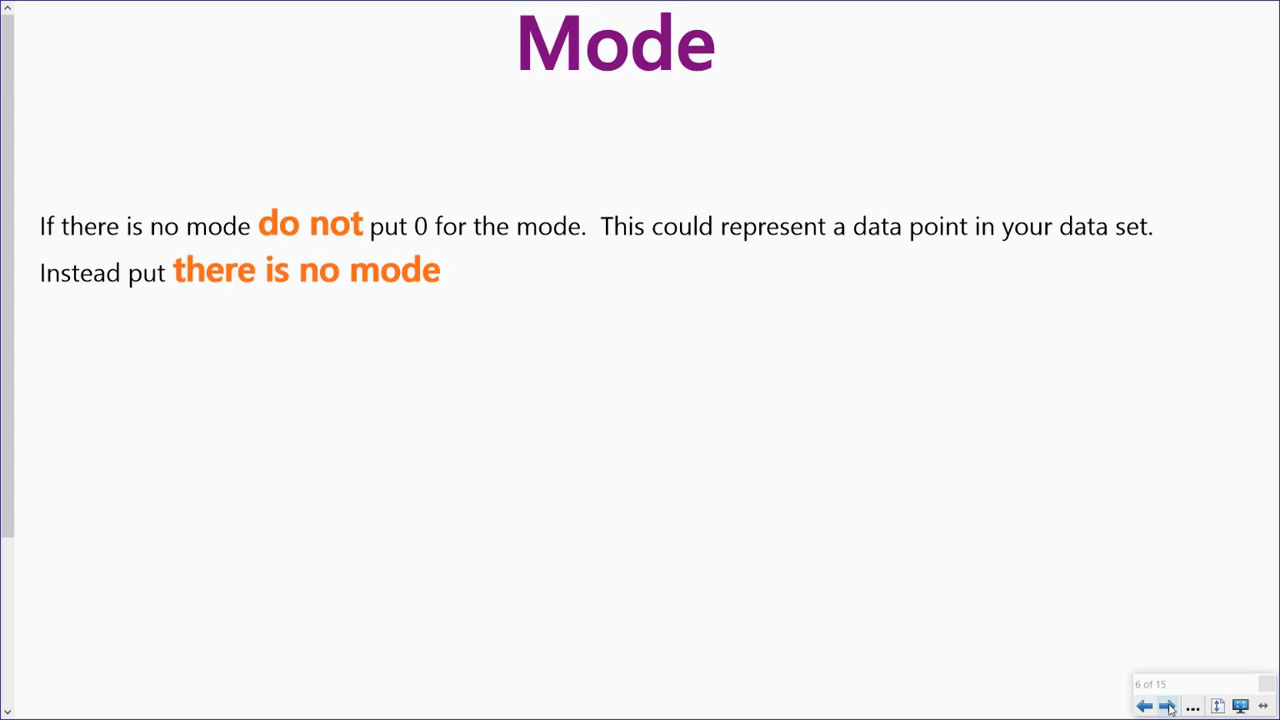 Mode
If there is no mode do not put 0 for the mode.  This could represent a data point in your data set.
Instead put there is no mode
6 of 15
...